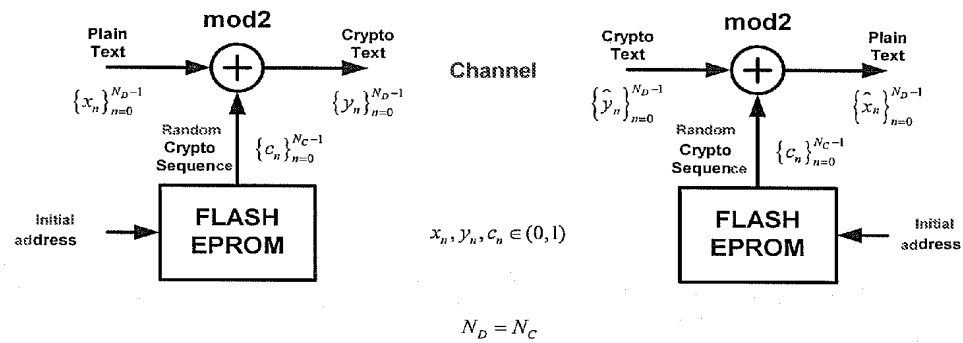 mod2
Plain
Text
Crypto
Text
{x_n}_{n=0}^{N_D-1}
{y_n}_{n=0}^{N_D-1}
Random
Crypto
Sequence
{c_n}_{n=0}^{N_C-1}
Initial
address
FLASH
EPROM
Channel
x_n, y_n, c_n ∈ (0,1)
N_D = N_C
mod2
Crypto
Text
Plain
Text
{ŷ_n}_{n=0}^{N_D-1}
{x̂_n}_{n=0}^{N_D-1}
Random
Crypto
Sequence
{c_n}_{n=0}^{N_C-1}
FLASH
EPROM
Initial
address